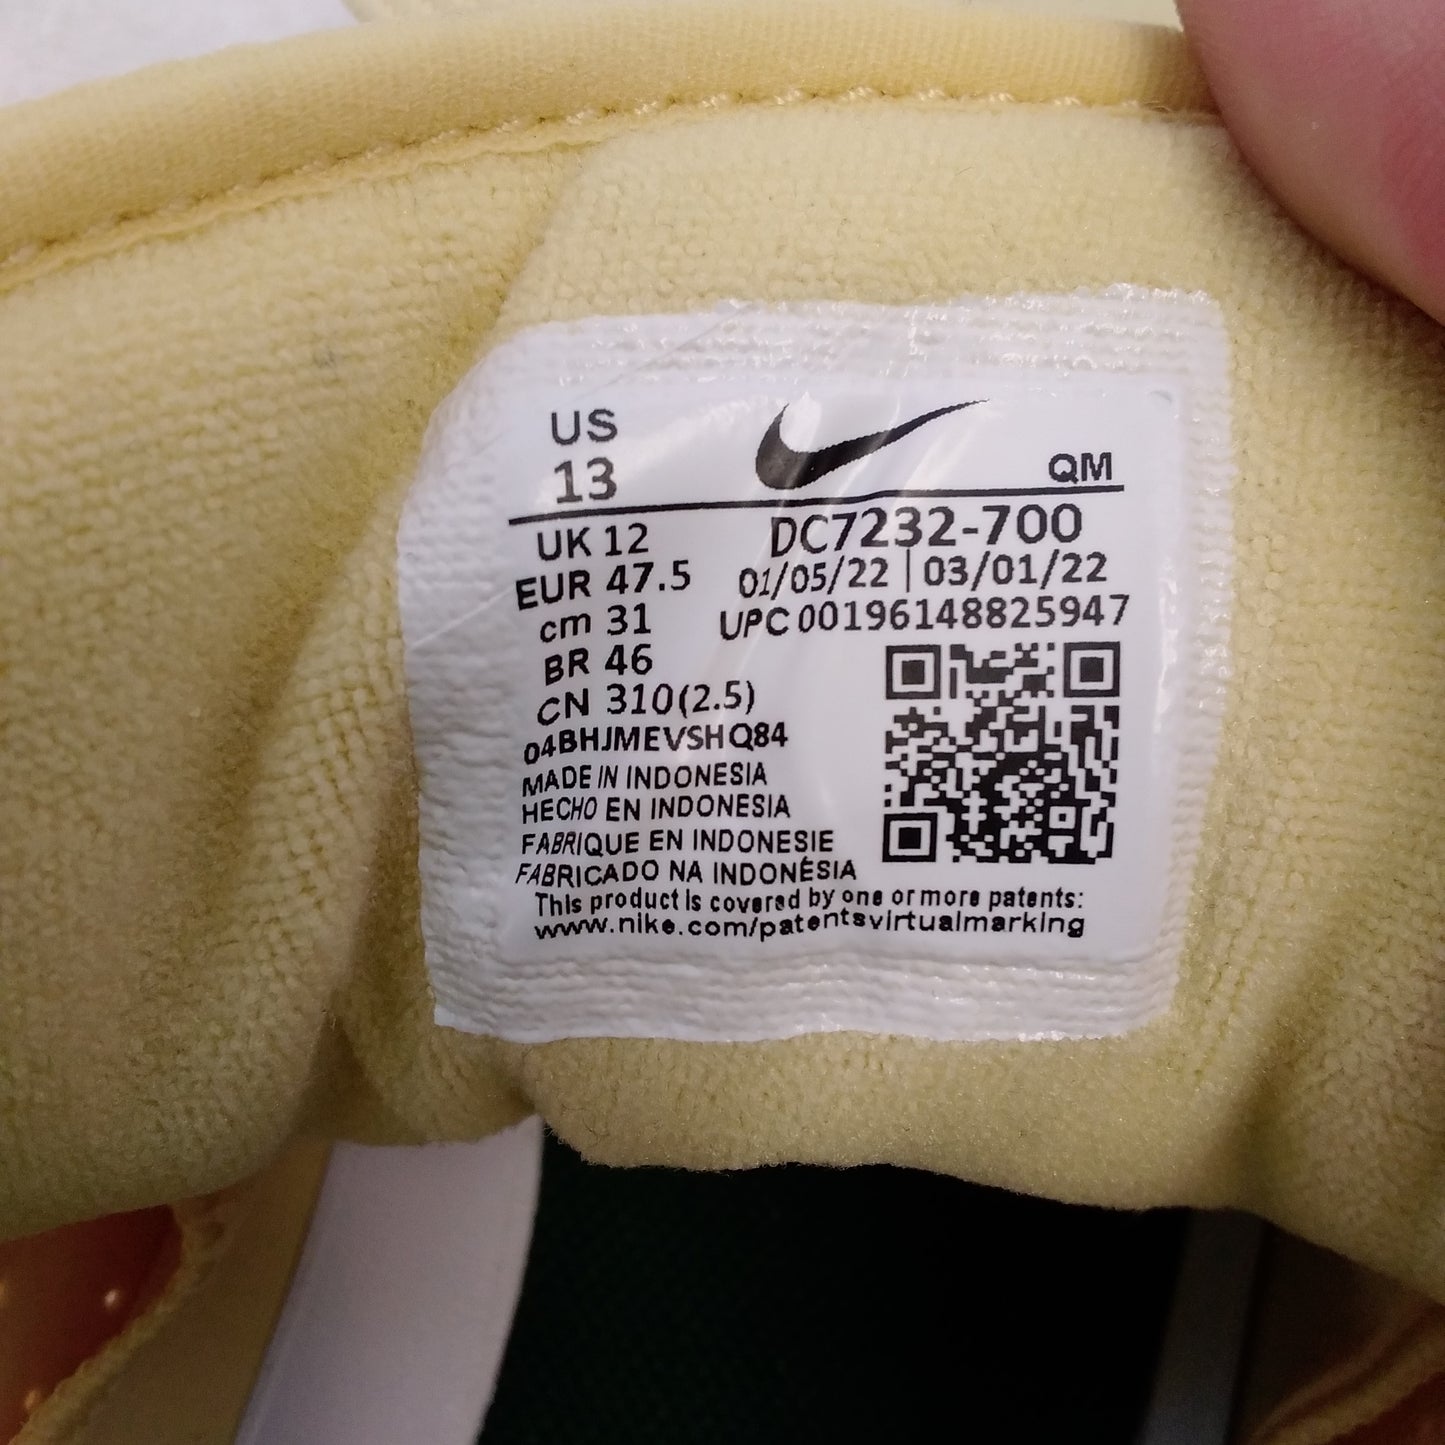 US
13
QM
UK 12
EUR 47.5
cm 31
BR 46
CN 310(2.5)
DC7232-700
01/05/22 | 03/01/22
UPC 00196148825947
04BHJMEVSHQ84
MADE IN INDONESIA
HECHO EN INDONESIA
FABRIQUE EN INDONESIE
FABRICADO NA INDONÉSIA
This product is covered by one or more patents:
www.nike.com/patentsvirtualmarking